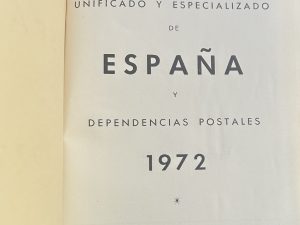 UNIFICADO Y ESPECIALIZADO
DE
ESPAÑA
Y
DEPENDENCIAS POSTALES
1972
*